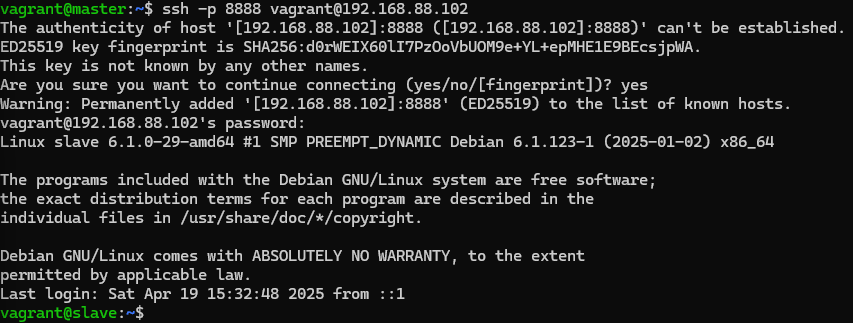 vagrant@master:~$ ssh -p 8888 vagrant@192.168.88.102
The authenticity of host '[192.168.88.102]:8888 ([192.168.88.102]:8888)' can't be established.
ED25519 key fingerprint is SHA256:d0rWEIX60lI7PzOoVbUOM9e+YL+epMHE1E9BEcsjpWA.
This key is not known by any other names.
Are you sure you want to continue connecting (yes/no/[fingerprint])? yes
Warning: Permanently added '[192.168.88.102]:8888' (ED25519) to the list of known hosts.
vagrant@192.168.88.102's password:
Linux slave 6.1.0-29-amd64 #1 SMP PREEMPT_DYNAMIC Debian 6.1.123-1 (2025-01-02) x86_64

The programs included with the Debian GNU/Linux system are free software;
the exact distribution terms for each program are described in the
individual files in /usr/share/doc/*/copyright.

Debian GNU/Linux comes with ABSOLUTELY NO WARRANTY, to the extent
permitted by applicable law.
Last login: Sat Apr 19 15:32:48 2025 from ::1
vagrant@slave:~$